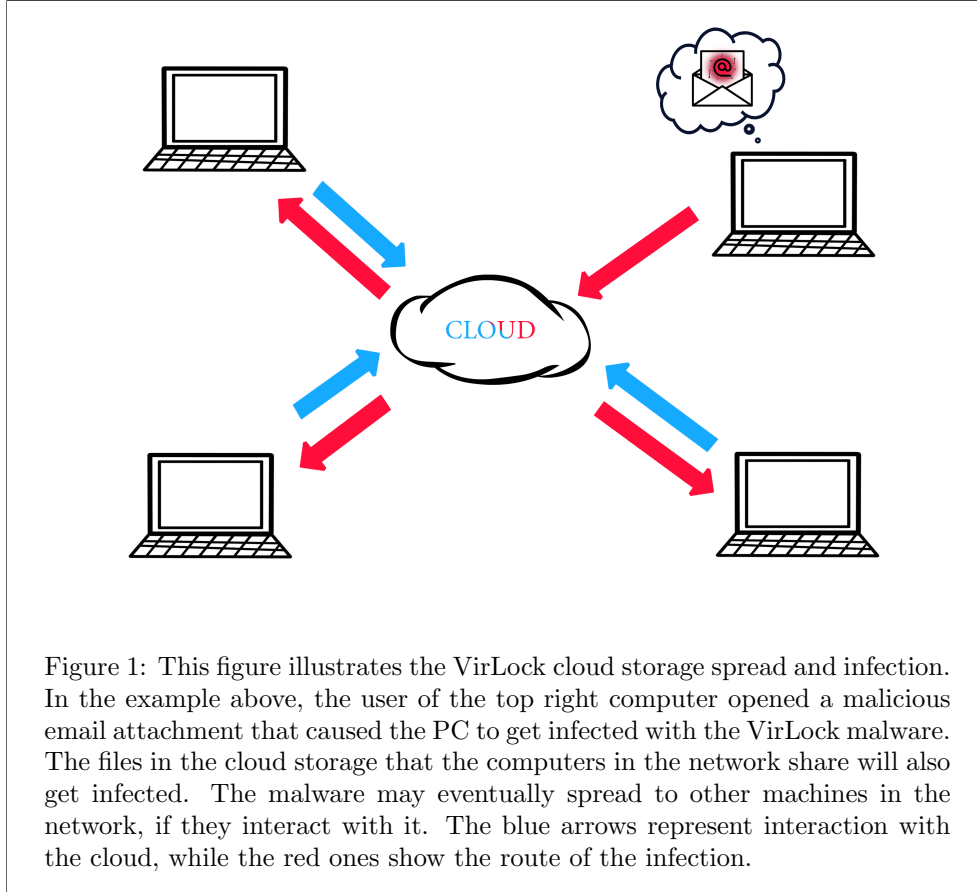 @
CLOUD
Figure 1: This figure illustrates the VirLock cloud storage spread and infection.
In the example above, the user of the top right computer opened a malicious
email attachment that caused the PC to get infected with the VirLock malware.
The files in the cloud storage that the computers in the network share will also
get infected. The malware may eventually spread to other machines in the
network, if they interact with it. The blue arrows represent interaction with
the cloud, while the red ones show the route of the infection.